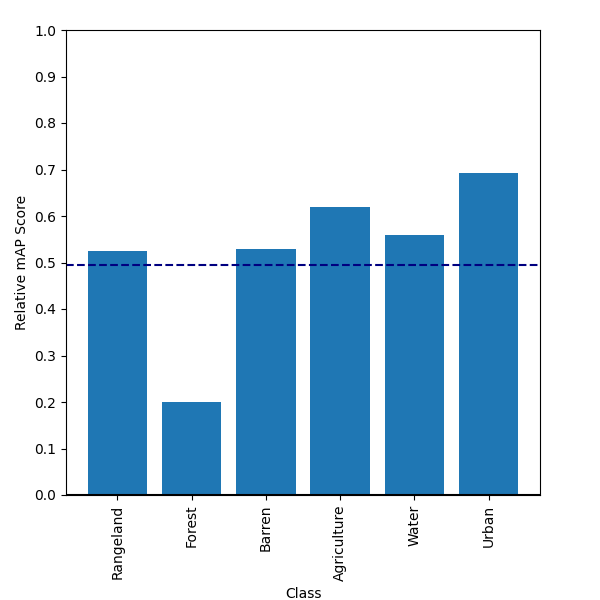 1.0
0.9
0.8
0.7
0.6
0.5
0.4
0.3
0.2
0.1
0.0
Relative mAP Score
Rangeland
Forest
Barren
Agriculture
Water
Urban
Class